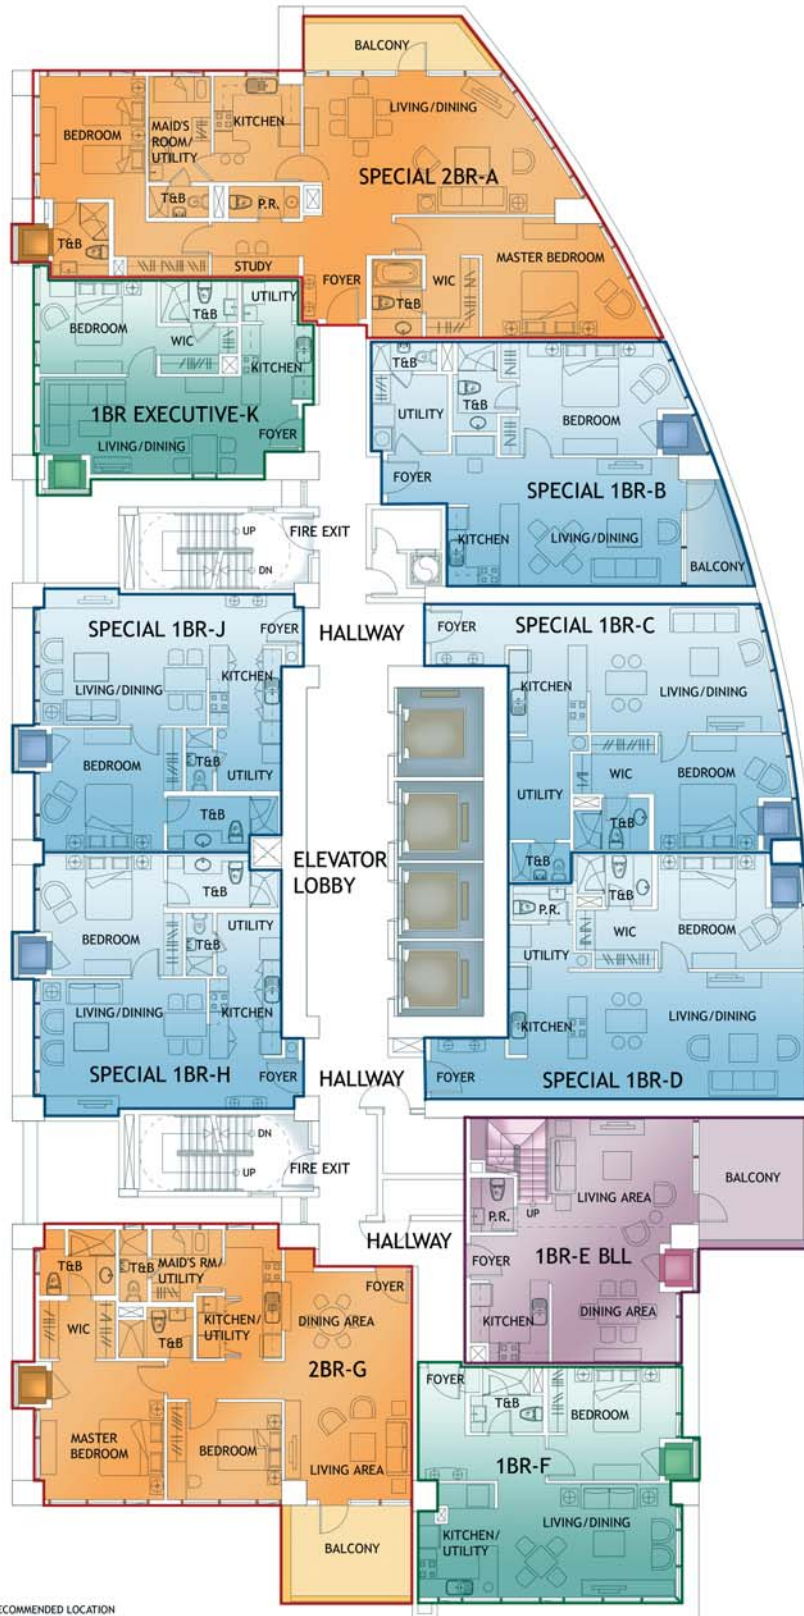 BALCONY
LIVING/DINING
BEDROOM
MAID'S
ROOM/
UTILITY
KITCHEN
SPECIAL 2BR-A
T&B
P.R.
T&B
STUDY
FOYER
T&B
WIC
MASTER BEDROOM
BEDROOM
T&B
UTILITY
WIC
KITCHEN
1BR EXECUTIVE-K
LIVING/DINING
FOYER
T&B
UTILITY
T&B
BEDROOM
FOYER
SPECIAL 1BR-B
KITCHEN
LIVING/DINING
BALCONY
UP
FIRE EXIT
DN
SPECIAL 1BR-J
FOYER
LIVING/DINING
KITCHEN
BEDROOM
T&B
UTILITY
T&B
HALLWAY
FOYER
SPECIAL 1BR-C
KITCHEN
LIVING/DINING
WIC
BEDROOM
UTILITY
T&B
T&B
ELEVATOR
LOBBY
T&B
BEDROOM
T&B
UTILITY
LIVING/DINING
KITCHEN
SPECIAL 1BR-H
FOYER
P.R.
T&B
WIC
BEDROOM
UTILITY
KITCHEN
LIVING/DINING
FOYER
SPECIAL 1BR-D
HALLWAY
DN
UP
FIRE EXIT
HALLWAY
LIVING AREA
BALCONY
P.R.
UP
FOYER
1BR-E BLL
KITCHEN
DINING AREA
T&B
T&B
MAID'S RM/
UTILITY
FOYER
WIC
T&B
KITCHEN/
UTILITY
DINING AREA
2BR-G
MASTER
BEDROOM
BEDROOM
LIVING AREA
BALCONY
FOYER
T&B
BEDROOM
1BR-F
KITCHEN/
UTILITY
LIVING/DINING
RECOMMENDED LOCATION